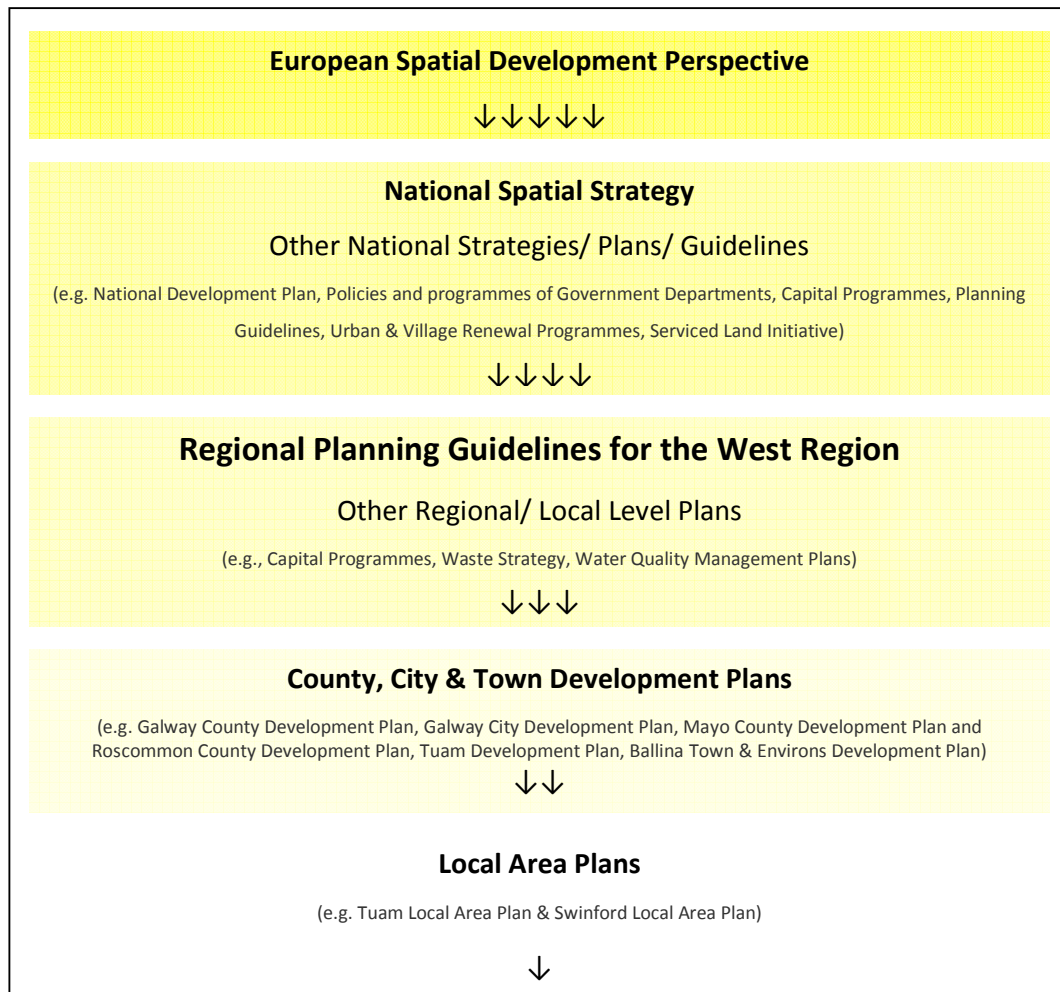 European Spatial Development Perspective
↓↓↓↓↓
National Spatial Strategy
Other National Strategies/ Plans/ Guidelines
(e.g. National Development Plan, Policies and programmes of Government Departments, Capital Programmes, Planning
Guidelines, Urban & Village Renewal Programmes, Serviced Land Initiative)
↓↓↓↓
Regional Planning Guidelines for the West Region
Other Regional/ Local Level Plans
(e.g., Capital Programmes, Waste Strategy, Water Quality Management Plans)
↓↓↓
County, City & Town Development Plans
(e.g. Galway County Development Plan, Galway City Development Plan, Mayo County Development Plan and
Roscommon County Development Plan, Tuam Development Plan, Ballina Town & Environs Development Plan)
↓↓
Local Area Plans
(e.g. Tuam Local Area Plan & Swinford Local Area Plan)
↓